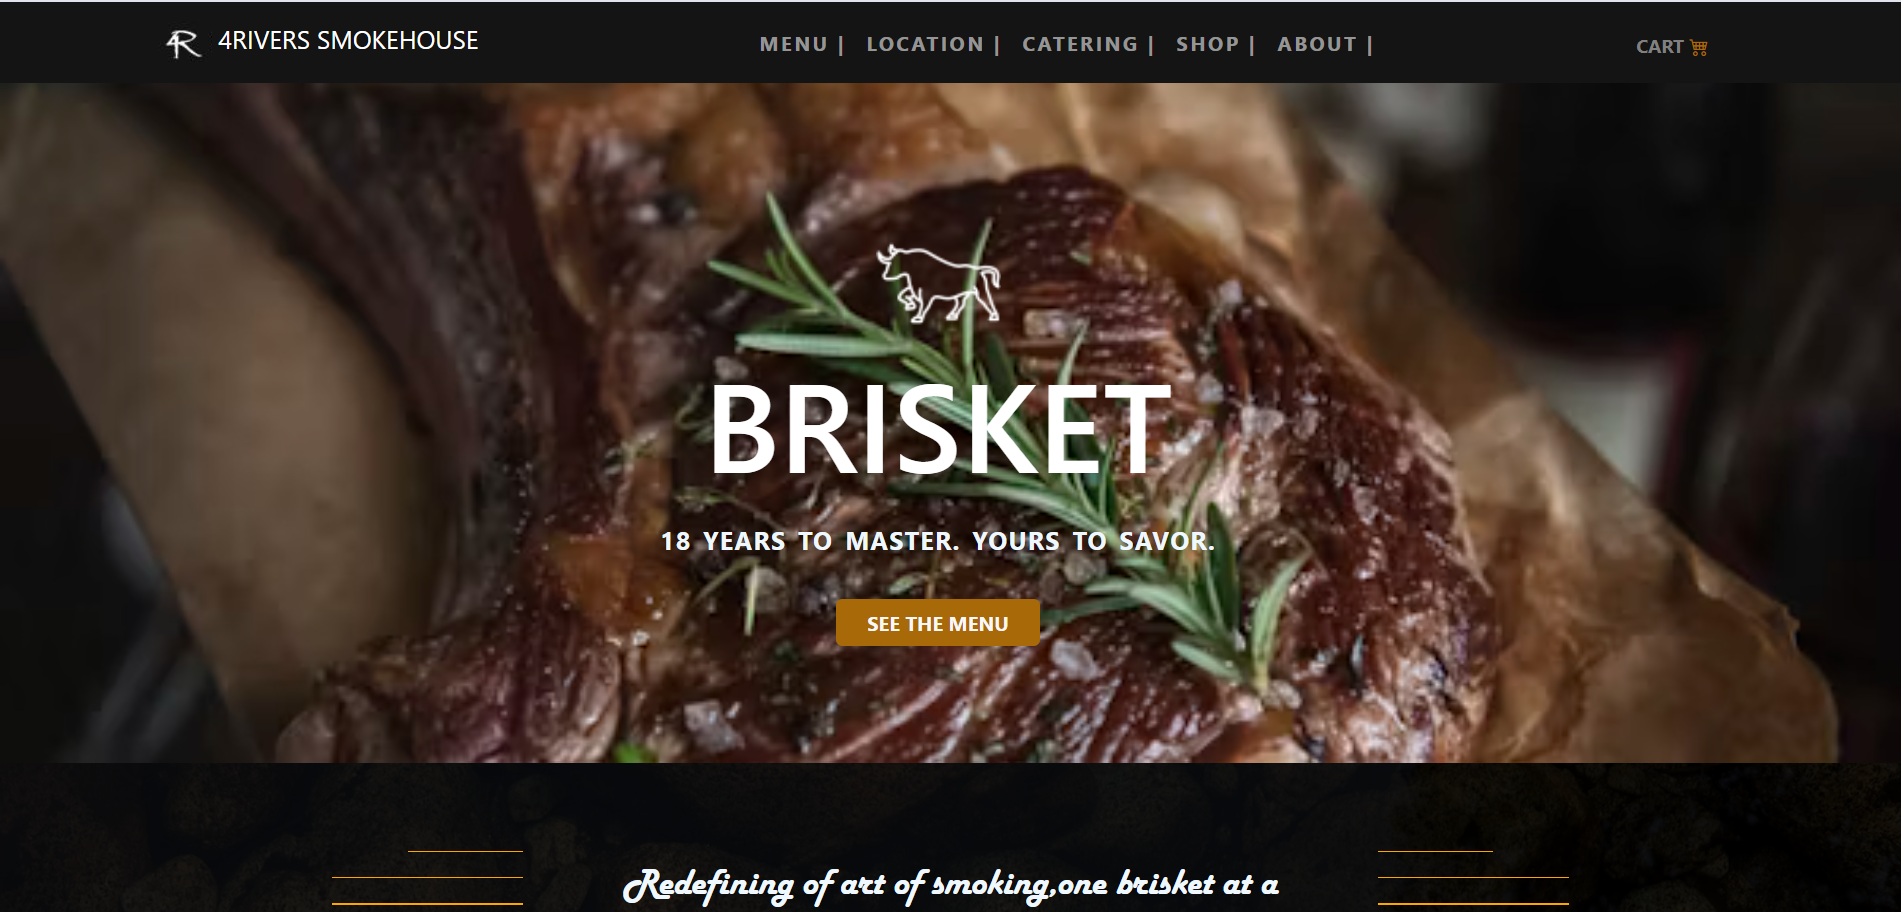 4R 4RIVERS SMOKEHOUSE
MENU | LOCATION | CATERING | SHOP | ABOUT |
CART
BRISKET
18 YEARS TO MASTER. YOURS TO SAVOR.
SEE THE MENU
Redefining of art of smoking,one brisket at a